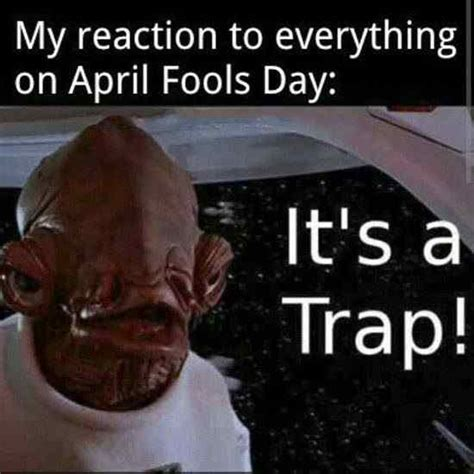 My reaction to everything
on April Fools Day:
It's a
Trap!